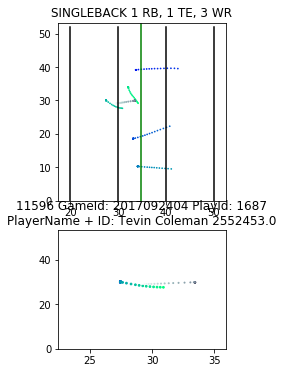 SINGLEBACK 1 RB, 1 TE, 3 WR
50
40
30
20
10
0
20 30 40 50
11596 GameId: 2017092404 PlayId: 1687
PlayerName + ID: Tevin Coleman 2552453.0
40
20
0
25 30 35